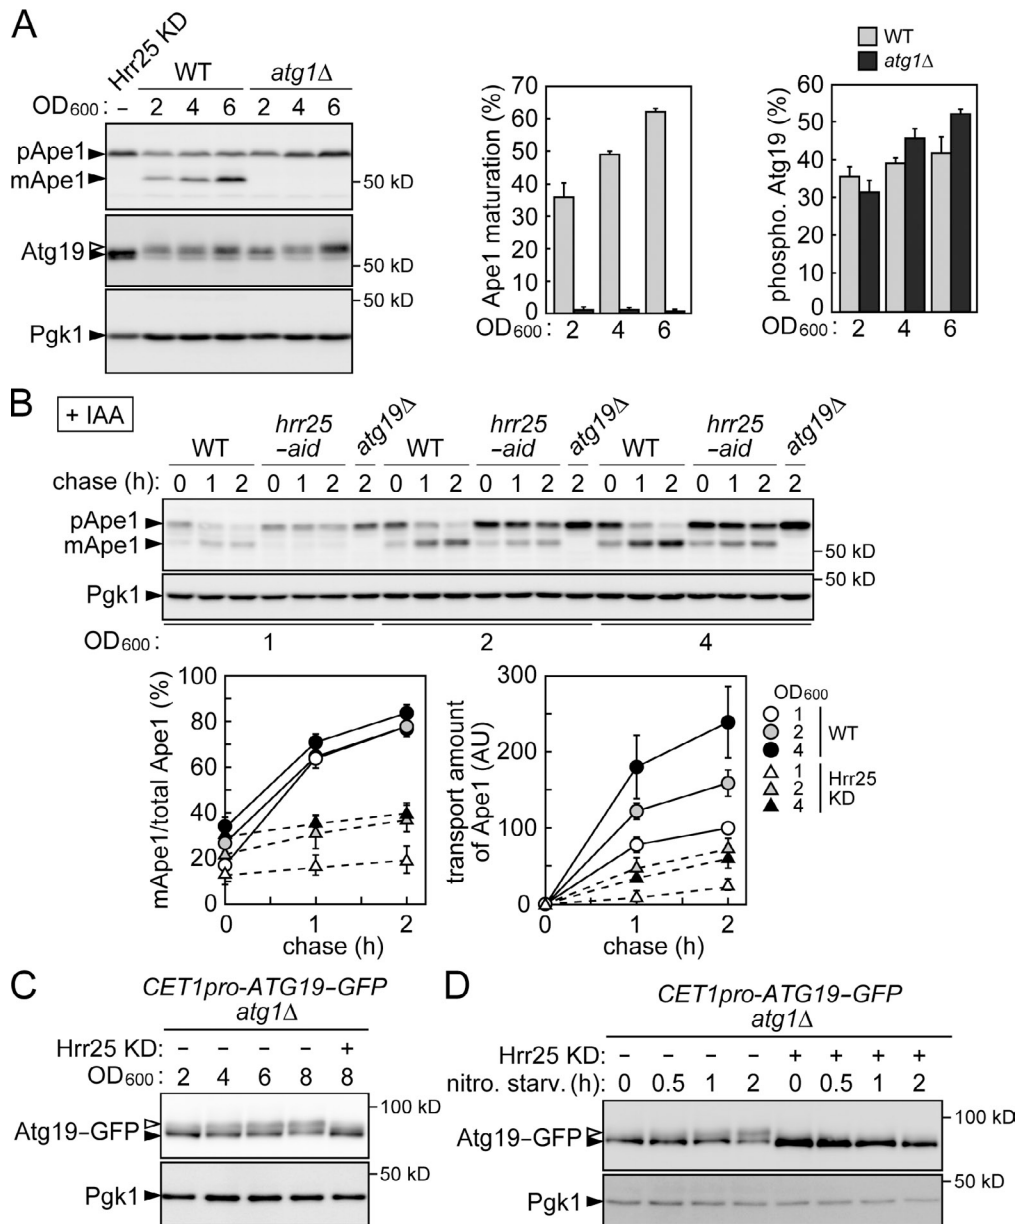 A
Hrr25 KD
WT
atg1Δ
OD600 : – 2 4 6 2 4 6
pApe1
mApe1
50 kD
Atg19
50 kD
50 kD
Pgk1
Ape1 maturation (%)
70
60
50
40
30
20
10
0
OD600 : 2 4 6
WT
atg1Δ
phospho. Atg19 (%)
60
50
40
30
20
10
0
OD600 : 2 4 6
B
+ IAA
WT
hrr25
–aid
atg19Δ
WT
hrr25
–aid
atg19Δ
WT
hrr25
–aid
atg19Δ
chase (h): 0 1 2 0 1 2 2 0 1 2 0 1 2 2 0 1 2 0 1 2 2
pApe1
mApe1
50 kD
50 kD
Pgk1
OD600 : 1 2 4
mApe1/total Ape1 (%)
100
80
60
40
20
0
0 1 2
chase (h)
transport amount
of Ape1 (AU)
300
200
100
0
0 1 2
chase (h)
OD600
1
2
4
WT
1
2
4
Hrr25
KD
C
CET1pro-ATG19–GFP
atg1Δ
Hrr25 KD: – – – – +
OD600 : 2 4 6 8 8
100 kD
Atg19–GFP
50 kD
Pgk1
D
CET1pro-ATG19–GFP
atg1Δ
Hrr25 KD: – – – – + + + +
nitro. starv. (h) 0 0.5 1 2 0 0.5 1 2
100 kD
Atg19–GFP
50 kD
Pgk1